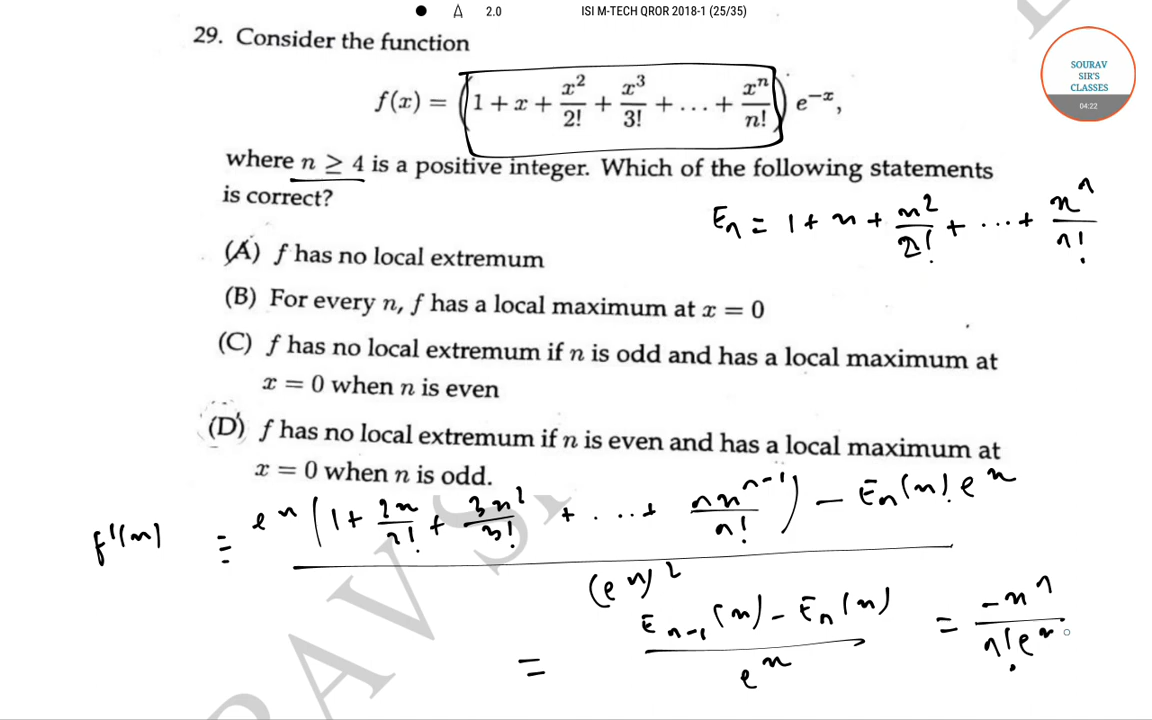 ● A 2.0 ISI M-TECH QROR 2018-1 (25/35)
SOURAV
SIR'S
CLASSES
04:22
29. Consider the function
f(x) = (1 + x + x²/2! + x³/3! + ... + xⁿ/n!) e⁻ˣ,
where n ≥ 4 is a positive integer. Which of the following statements
is correct?
Eₙ = 1 + x + x²/2! + ... + xⁿ/n!
(A) f has no local extremum
(B) For every n, f has a local maximum at x = 0
(C) f has no local extremum if n is odd and has a local maximum at
x = 0 when n is even
(D) f has no local extremum if n is even and has a local maximum at
x = 0 when n is odd.
f'(x) = eˣ (1 + 2x/2! + 3x²/3! + ... + nxⁿ⁻¹/n!) − Eₙ(x) eˣ / (eˣ)²
= Eₙ₋₁(x) − Eₙ(x) / eˣ = −xⁿ / n! eˣ